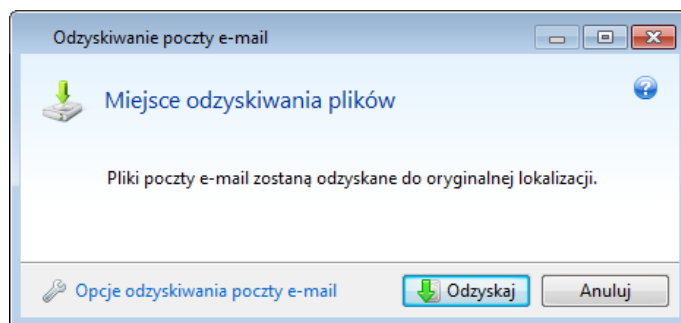 Odzyskiwanie poczty e-mail
Miejsce odzyskiwania plików
Pliki poczty e-mail zostaną odzyskane do oryginalnej lokalizacji.
Opcje odzyskiwania poczty e-mail
Odzyskaj
Anuluj